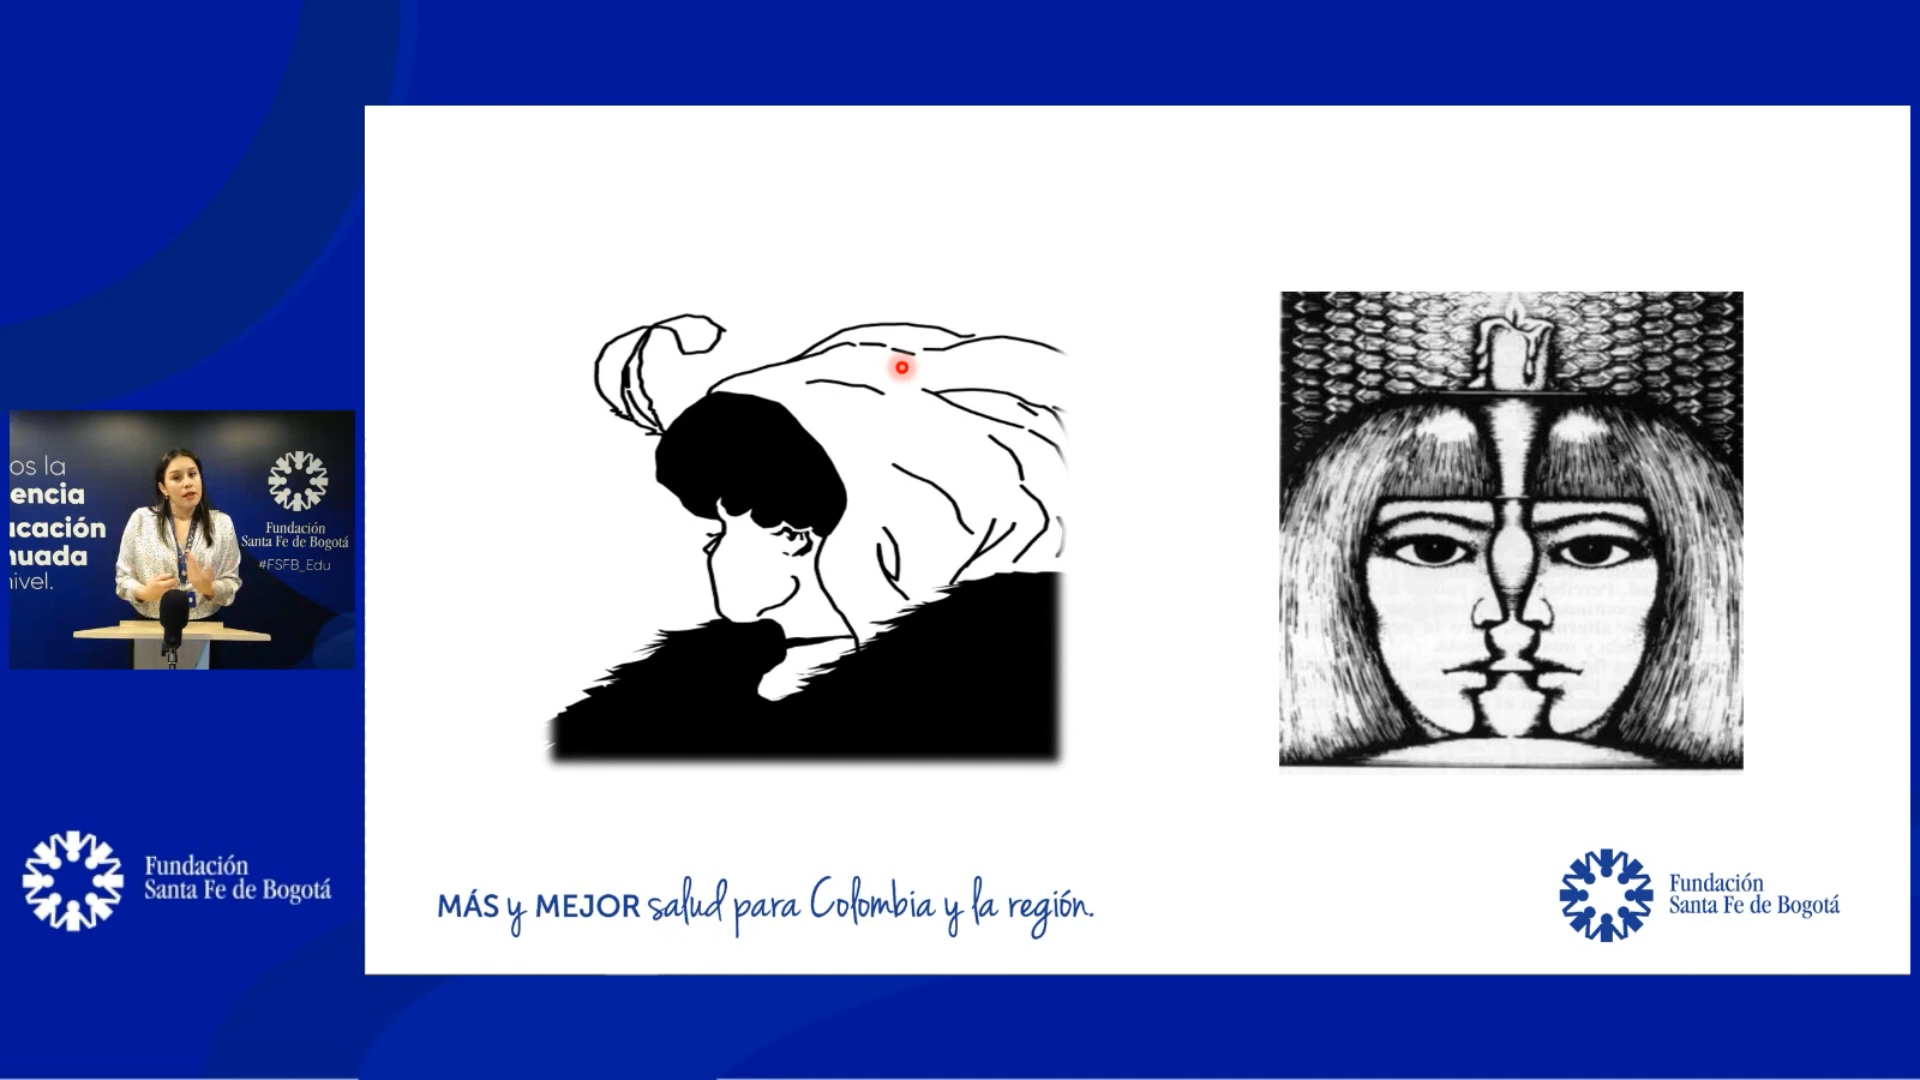 os la
encia
ucación
nuada
nivel.
Fundación
Santa Fe de Bogotá
#FSFB_Edu
Fundación
Santa Fe de Bogotá
MÁS y MEJOR salud para Colombia y la región.
Fundación
Santa Fe de Bogotá